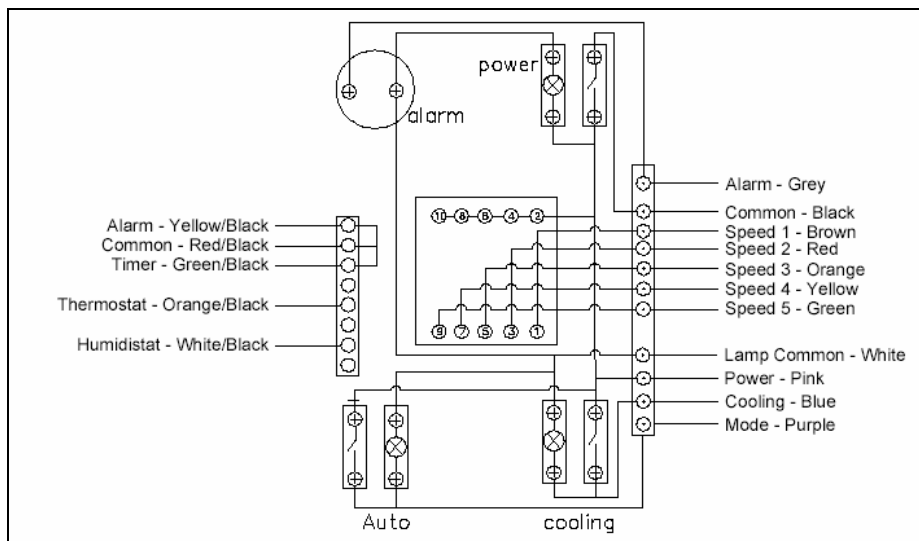 power
alarm
Alarm - Grey
Common - Black
Speed 1 - Brown
Speed 2 - Red
Speed 3 - Orange
Speed 4 - Yellow
Speed 5 - Green
Lamp Common - White
Power - Pink
Cooling - Blue
Mode - Purple
Alarm - Yellow/Black
Common - Red/Black
Timer - Green/Black
Thermostat - Orange/Black
Humidistat - White/Black
10 8 6 4 2
9 7 5 3 1
Auto
cooling